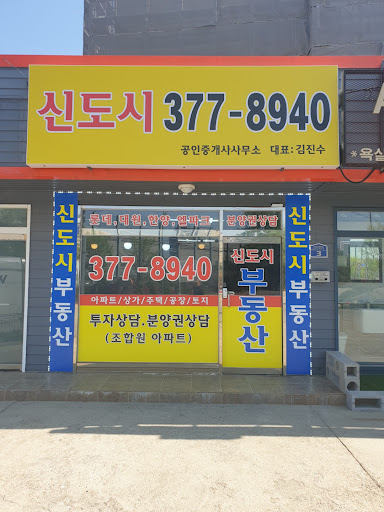 신도시 377-8940
공인중개사사무소 대표:김진수
롯데,대원,한양,엘파크
분양권상담
377-8940
아파트/상가/주택/공장/토지
투자상담.분양권상담
(조합원 아파트)
신도시
부동산
신도시부동산
신도시부동산
*욕실